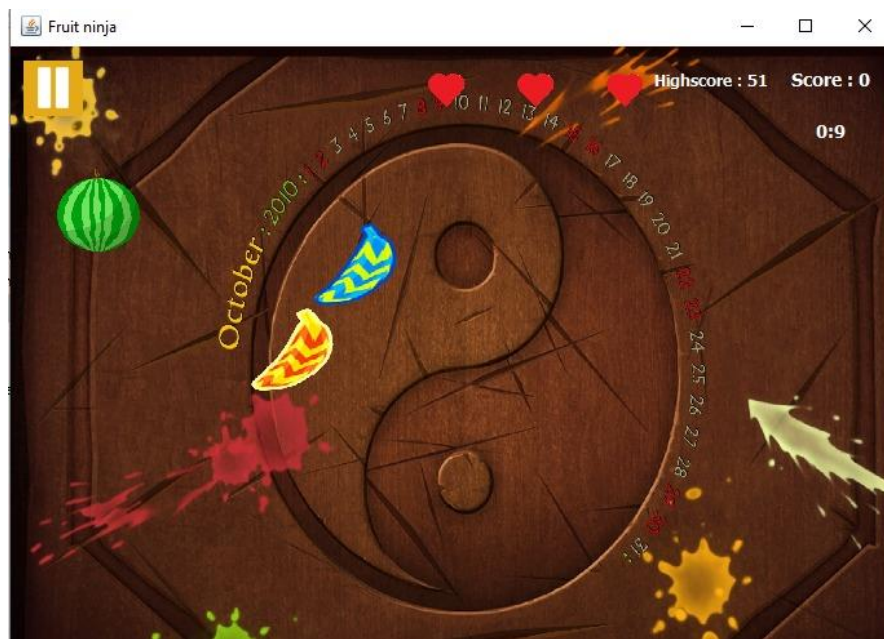 Fruit ninja
Highscore : 51 Score : 0
0:9
October : 2010 : 1 2 3 4 5 6 7 8 9 10 11 12 13 14 15 16 17 18 19 20 21 22 23 24 25 26 27 28 29 30 31 :